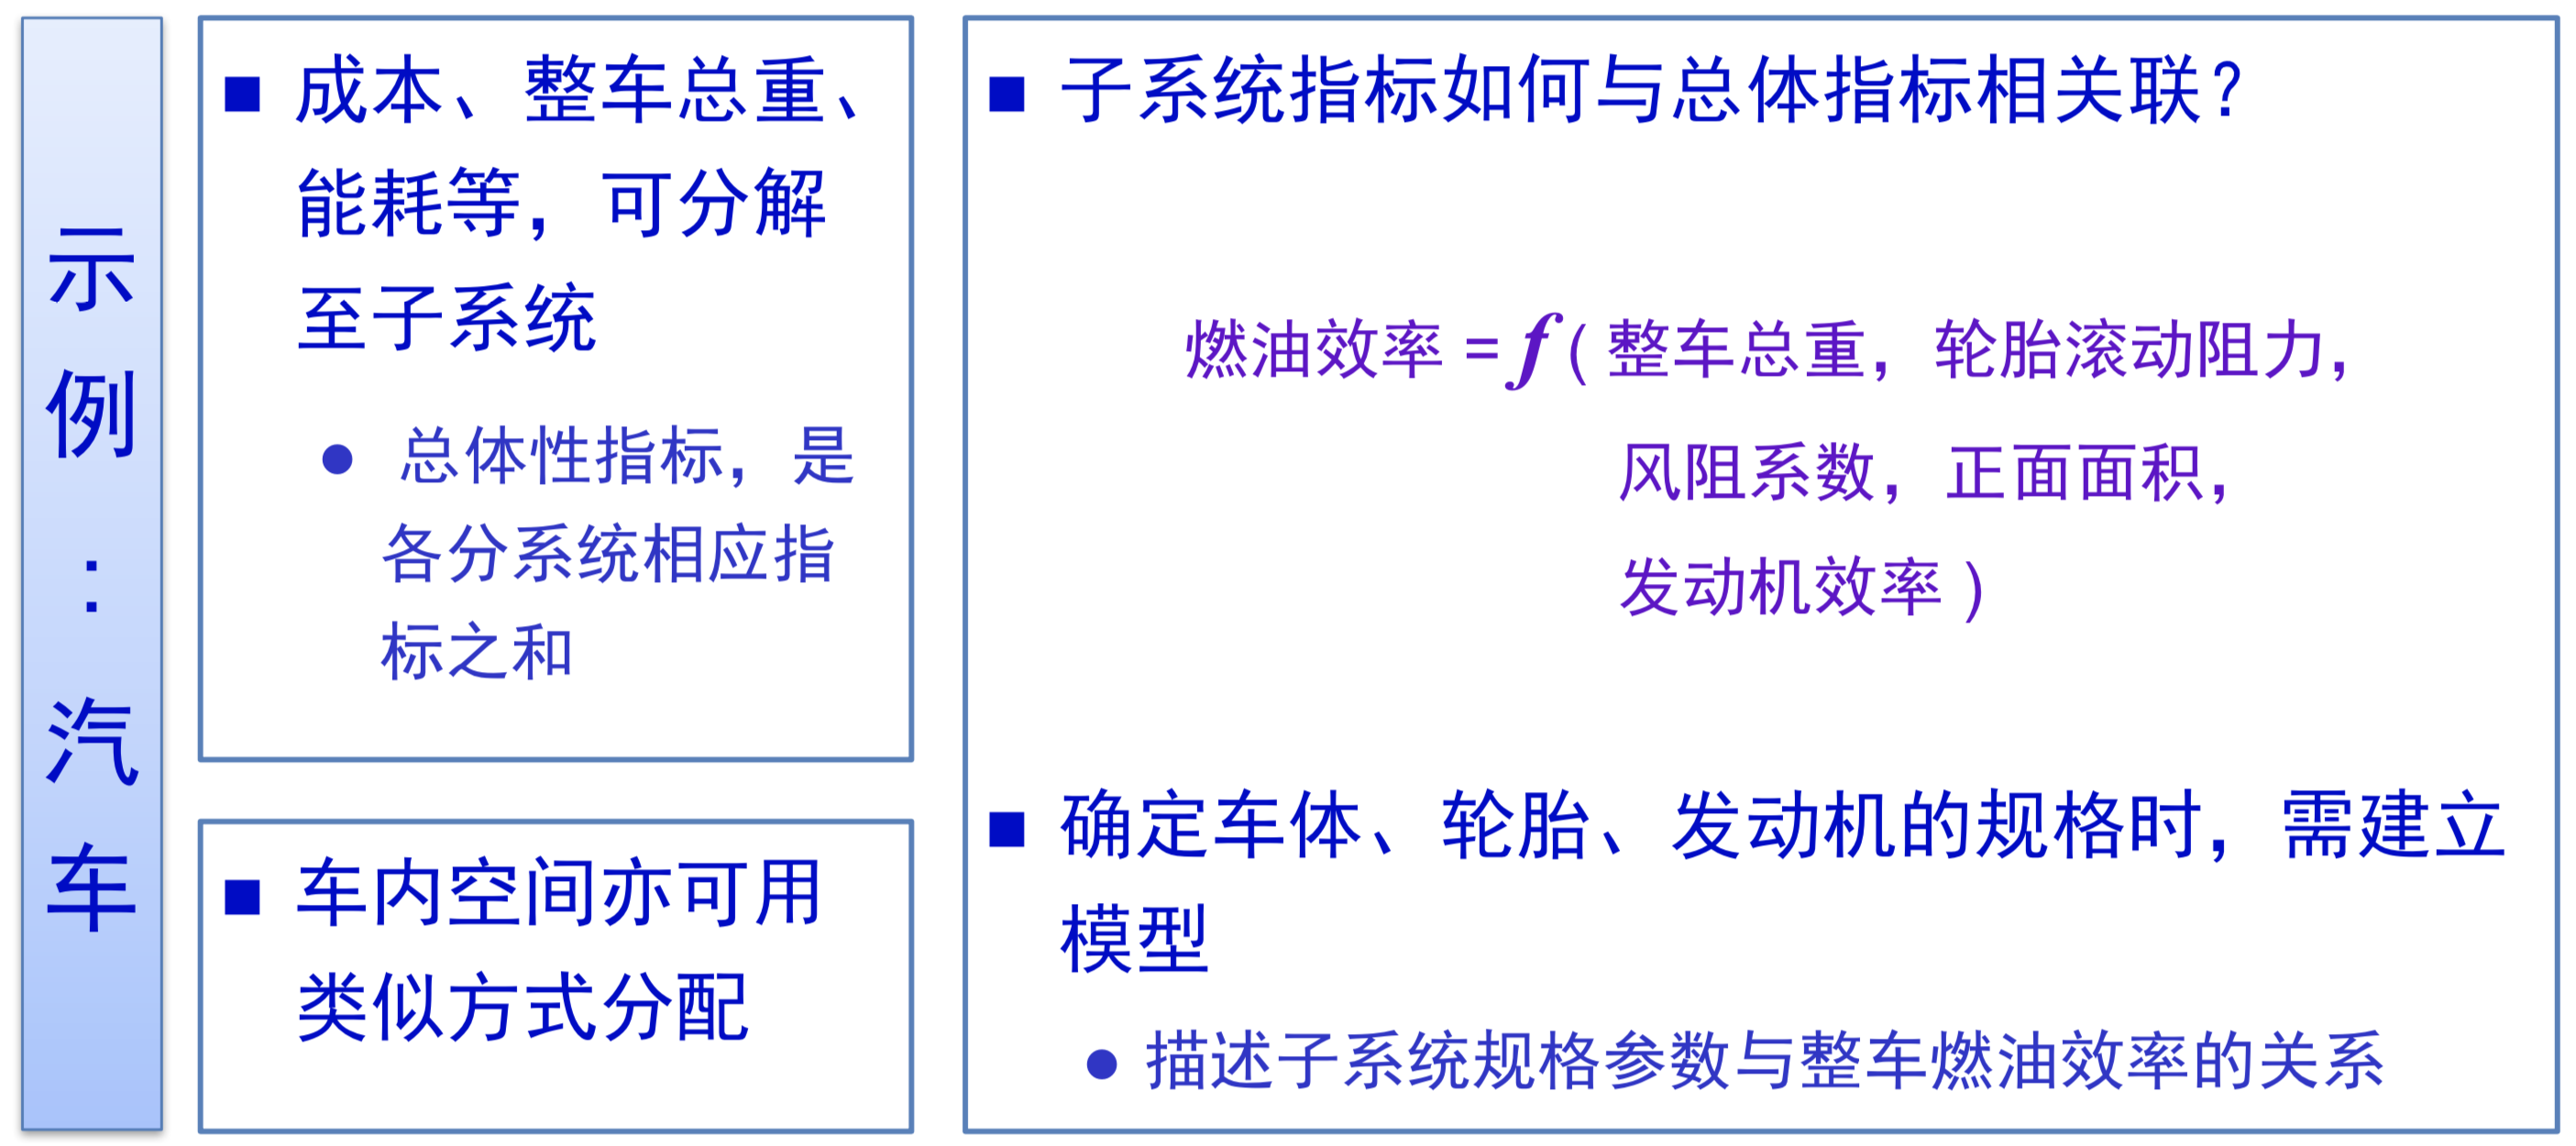 示例：汽车
■ 成本、整车总重、
能耗等，可分解
至子系统
● 总体性指标，是
各分系统相应指
标之和
■ 车内空间亦可用
类似方式分配
■ 子系统指标如何与总体指标相关联？
燃油效率 = f ( 整车总重，轮胎滚动阻力，
风阻系数，正面面积，
发动机效率 )
■ 确定车体、轮胎、发动机的规格时，需建立
模型
● 描述子系统规格参数与整车燃油效率的关系